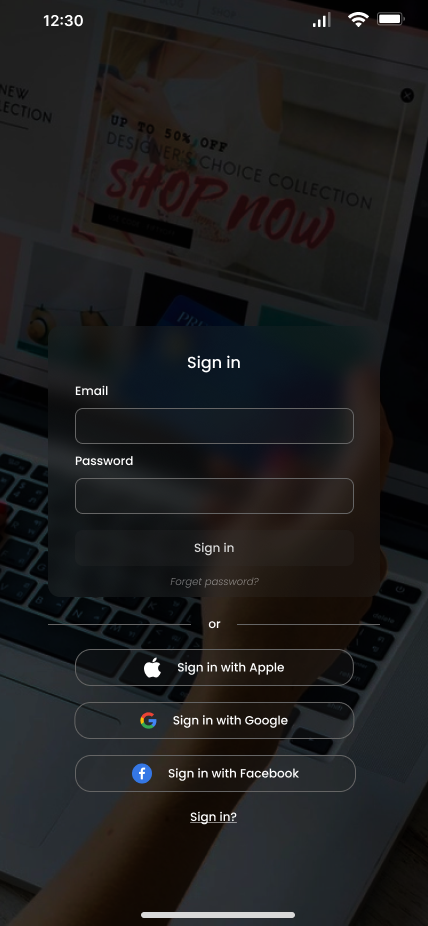 12:30
SHOP
NEW
UP TO 50% OFF
DESIGNER'S CHOICE COLLECTION
SHOP NOW
Sign in
Email
Password
Sign in
Forget password?
or
Sign in with Apple
Sign in with Google
Sign in with Facebook
Sign in?